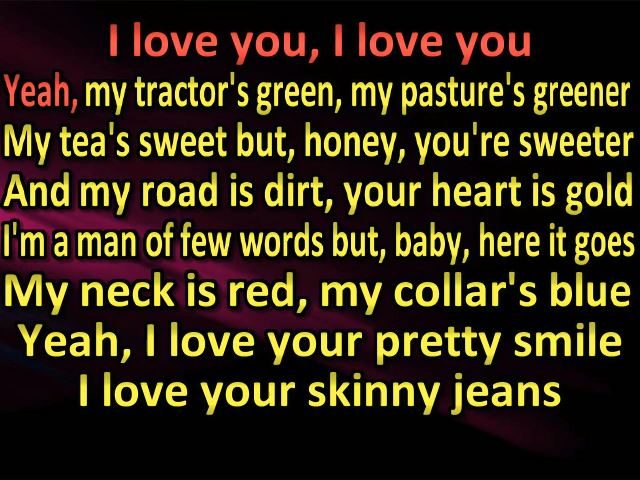 I love you, I love you
Yeah, my tractor's green, my pasture's greener
My tea's sweet but, honey, you're sweeter
And my road is dirt, your heart is gold
I'm a man of few words but, baby, here it goes
My neck is red, my collar's blue
Yeah, I love your pretty smile
I love your skinny jeans